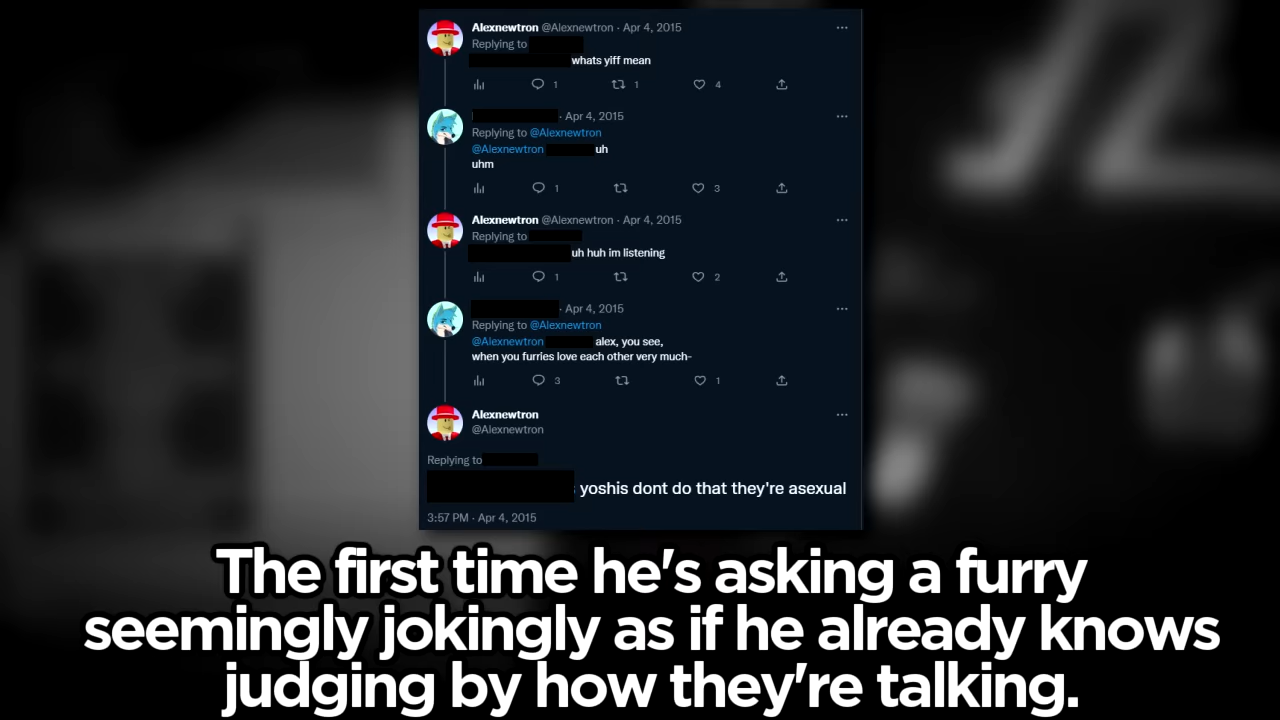 Alexnewtron @Alexnewtron · Apr 4, 2015
Replying to
whats yiff mean
1 1 4
· Apr 4, 2015
Replying to @Alexnewtron
@Alexnewtron uh
uhm
1 3
Alexnewtron @Alexnewtron · Apr 4, 2015
Replying to
uh huh im listening
1 2
· Apr 4, 2015
Replying to @Alexnewtron
@Alexnewtron alex, you see,
when you furries love each other very much-
3 1
Alexnewtron
@Alexnewtron
Replying to
yoshis dont do that they're asexual
3:57 PM · Apr 4, 2015
The first time he's asking a furry
seemingly jokingly as if he already knows
judging by how they're talking.